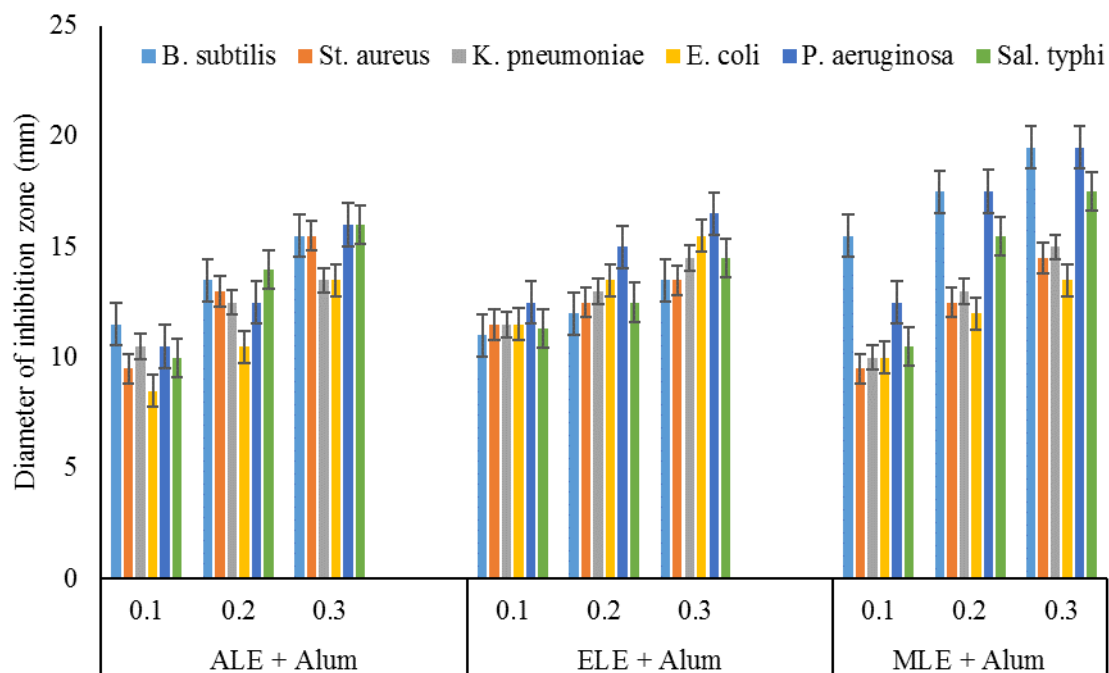 25
B. subtilis St. aureus K. pneumoniae E. coli P. aeruginosa Sal. typhi
20
15
10
5
0
Diameter of inhibition zone (mm)
0.1 0.2 0.3 0.1 0.2 0.3 0.1 0.2 0.3
ALE + Alum ELE + Alum MLE + Alum